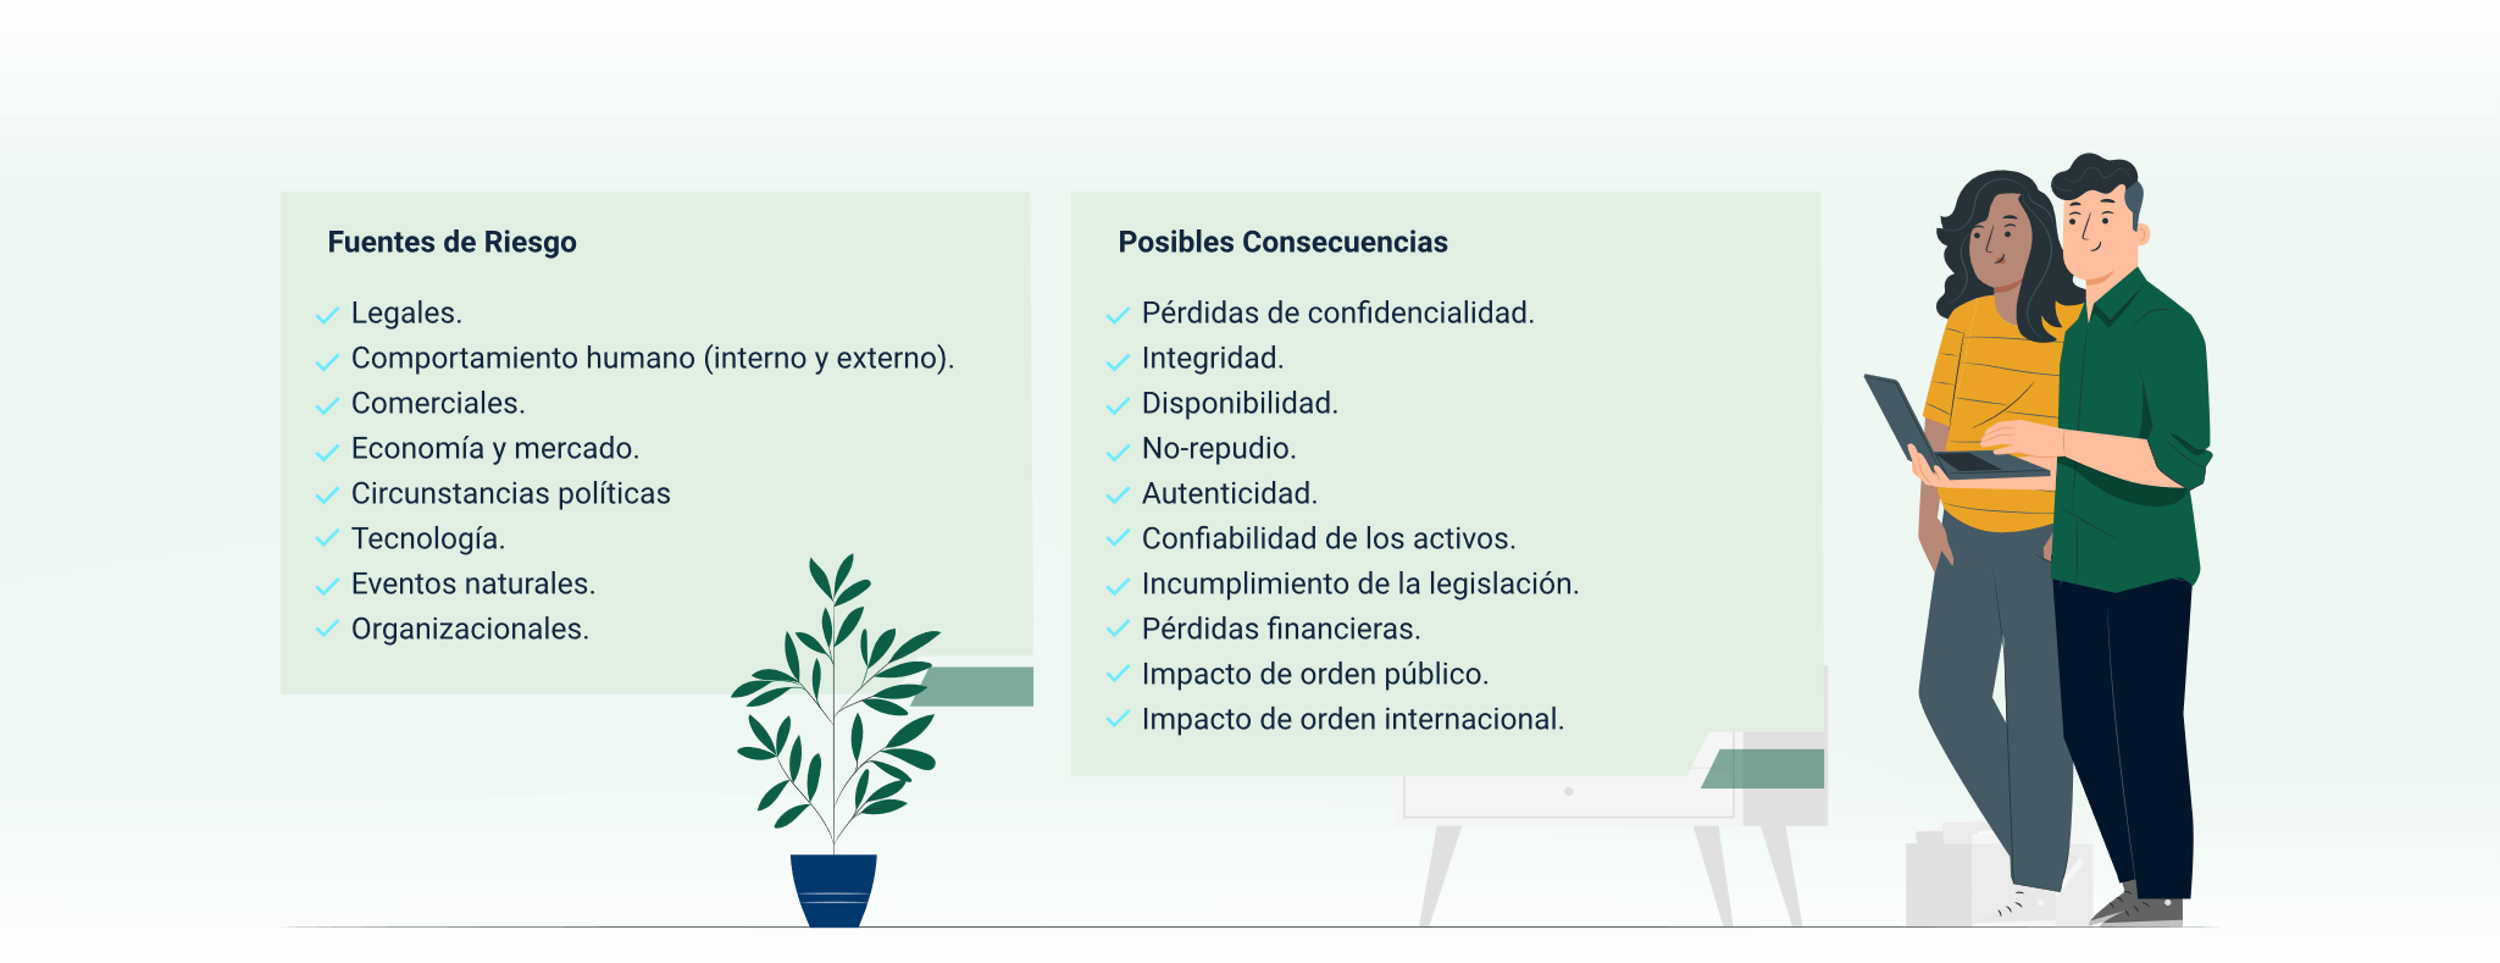 Fuentes de Riesgo
Legales.
Comportamiento humano (interno y externo).
Comerciales.
Economía y mercado.
Circunstancias políticas
Tecnología.
Eventos naturales.
Organizacionales.
Posibles Consecuencias
Pérdidas de confidencialidad.
Integridad.
Disponibilidad.
No-repudio.
Autenticidad.
Confiabilidad de los activos.
Incumplimiento de la legislación.
Pérdidas financieras.
Impacto de orden público.
Impacto de orden internacional.